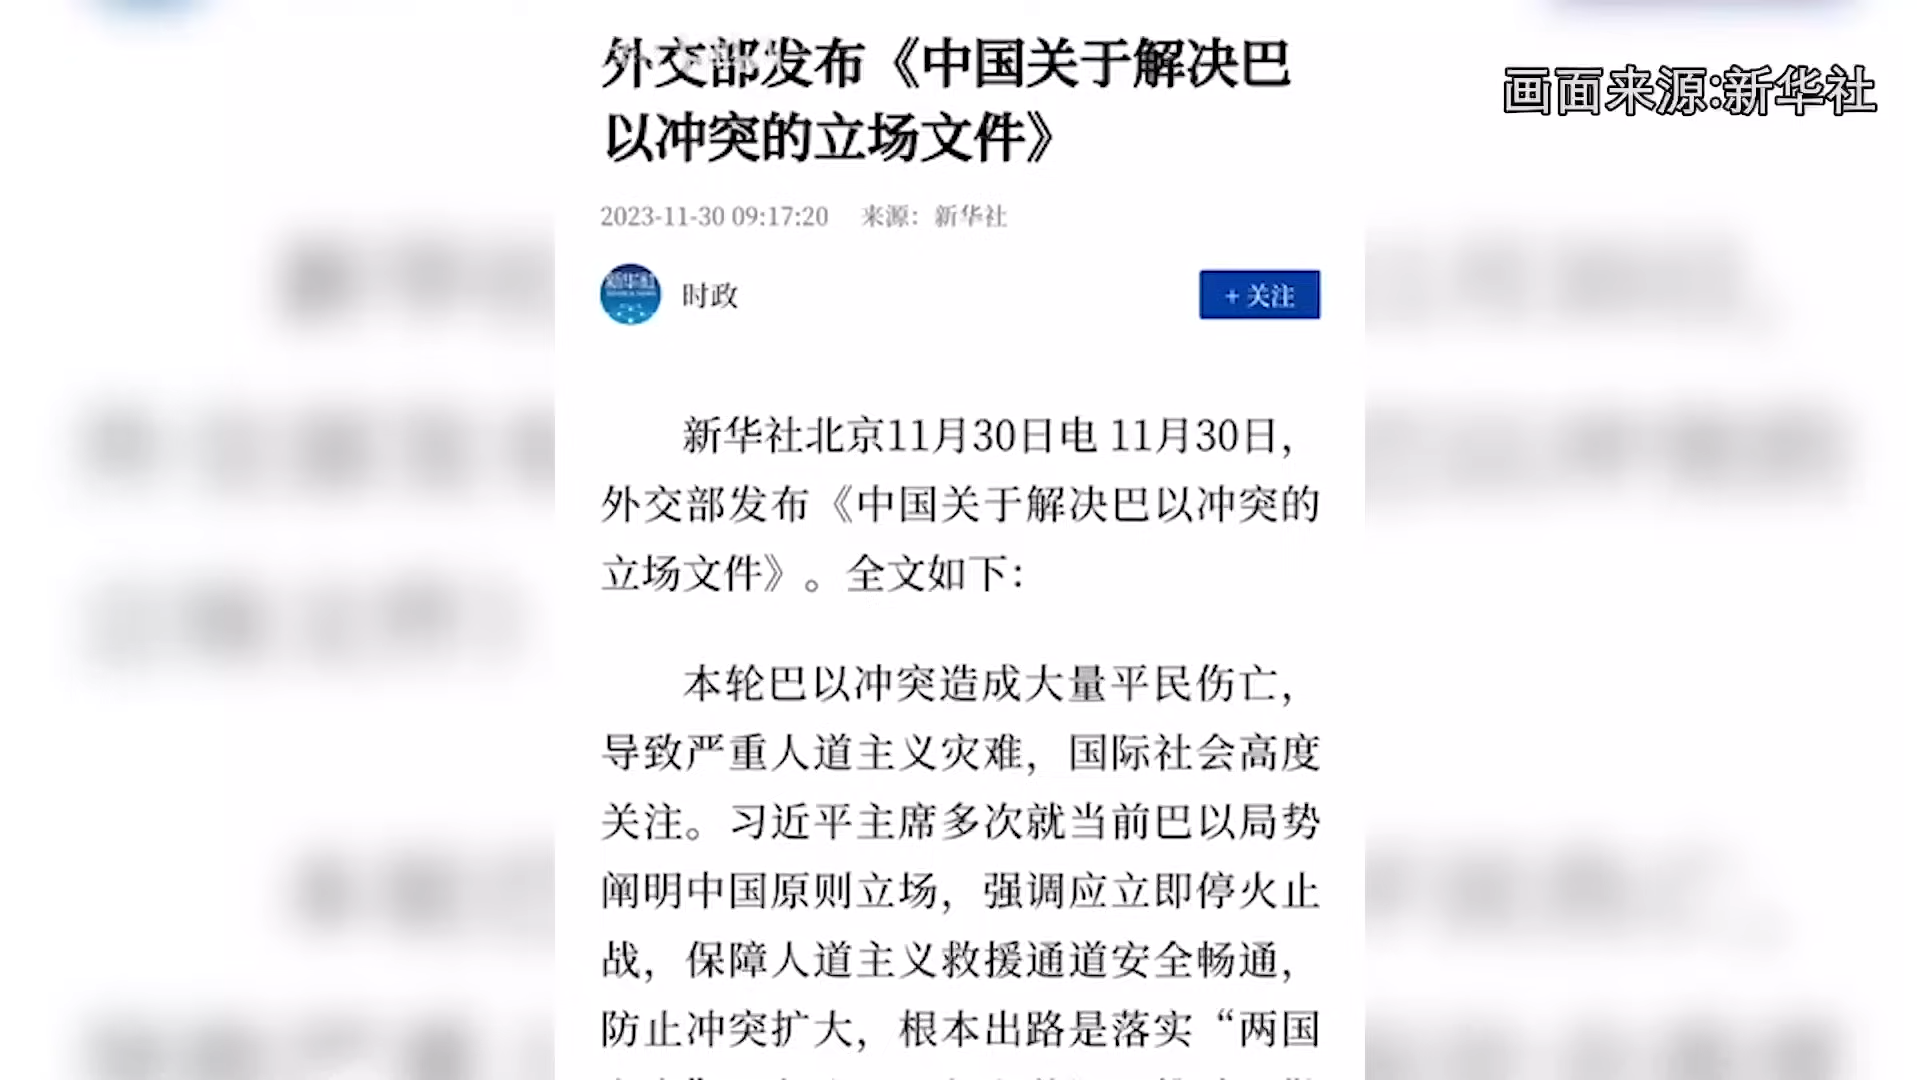 外交部发布《中国关于解决巴
以冲突的立场文件》
画面来源:新华社
2023-11-30 09:17:20 来源：新华社
新华社
时政
+ 关注
新华社北京11月30日电 11月30日，
外交部发布《中国关于解决巴以冲突的
立场文件》。全文如下：
本轮巴以冲突造成大量平民伤亡，
导致严重人道主义灾难，国际社会高度
关注。习近平主席多次就当前巴以局势
阐明中国原则立场，强调应立即停火止
战，保障人道主义救援通道安全畅通，
防止冲突扩大，根本出路是落实“两国